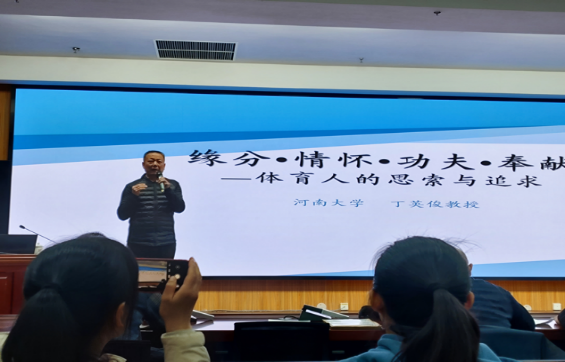 缘分•情怀•功夫•奉献
—体育人的思索与追求
河南大学 丁英俊教授